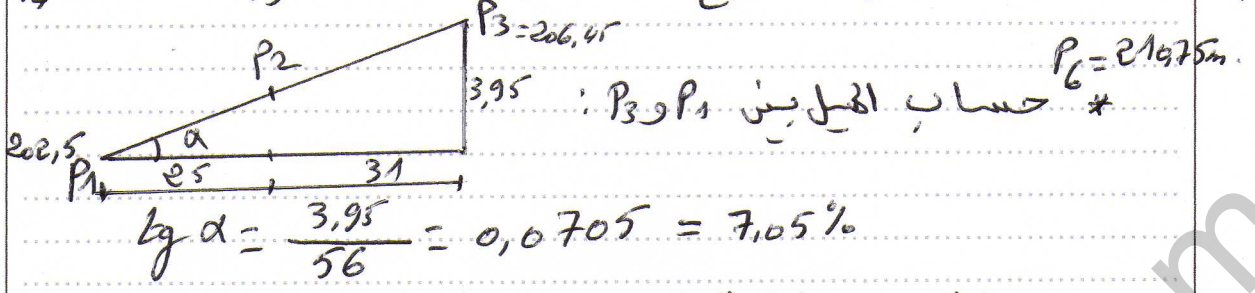 P3=206,45
P2
P6=210,75m.
* حساب الميل بين P1 و P3 :
3,95
202,5
α
P1
25
31
tg α = 3,95 / 56 = 0,0705 = 7,05%
m